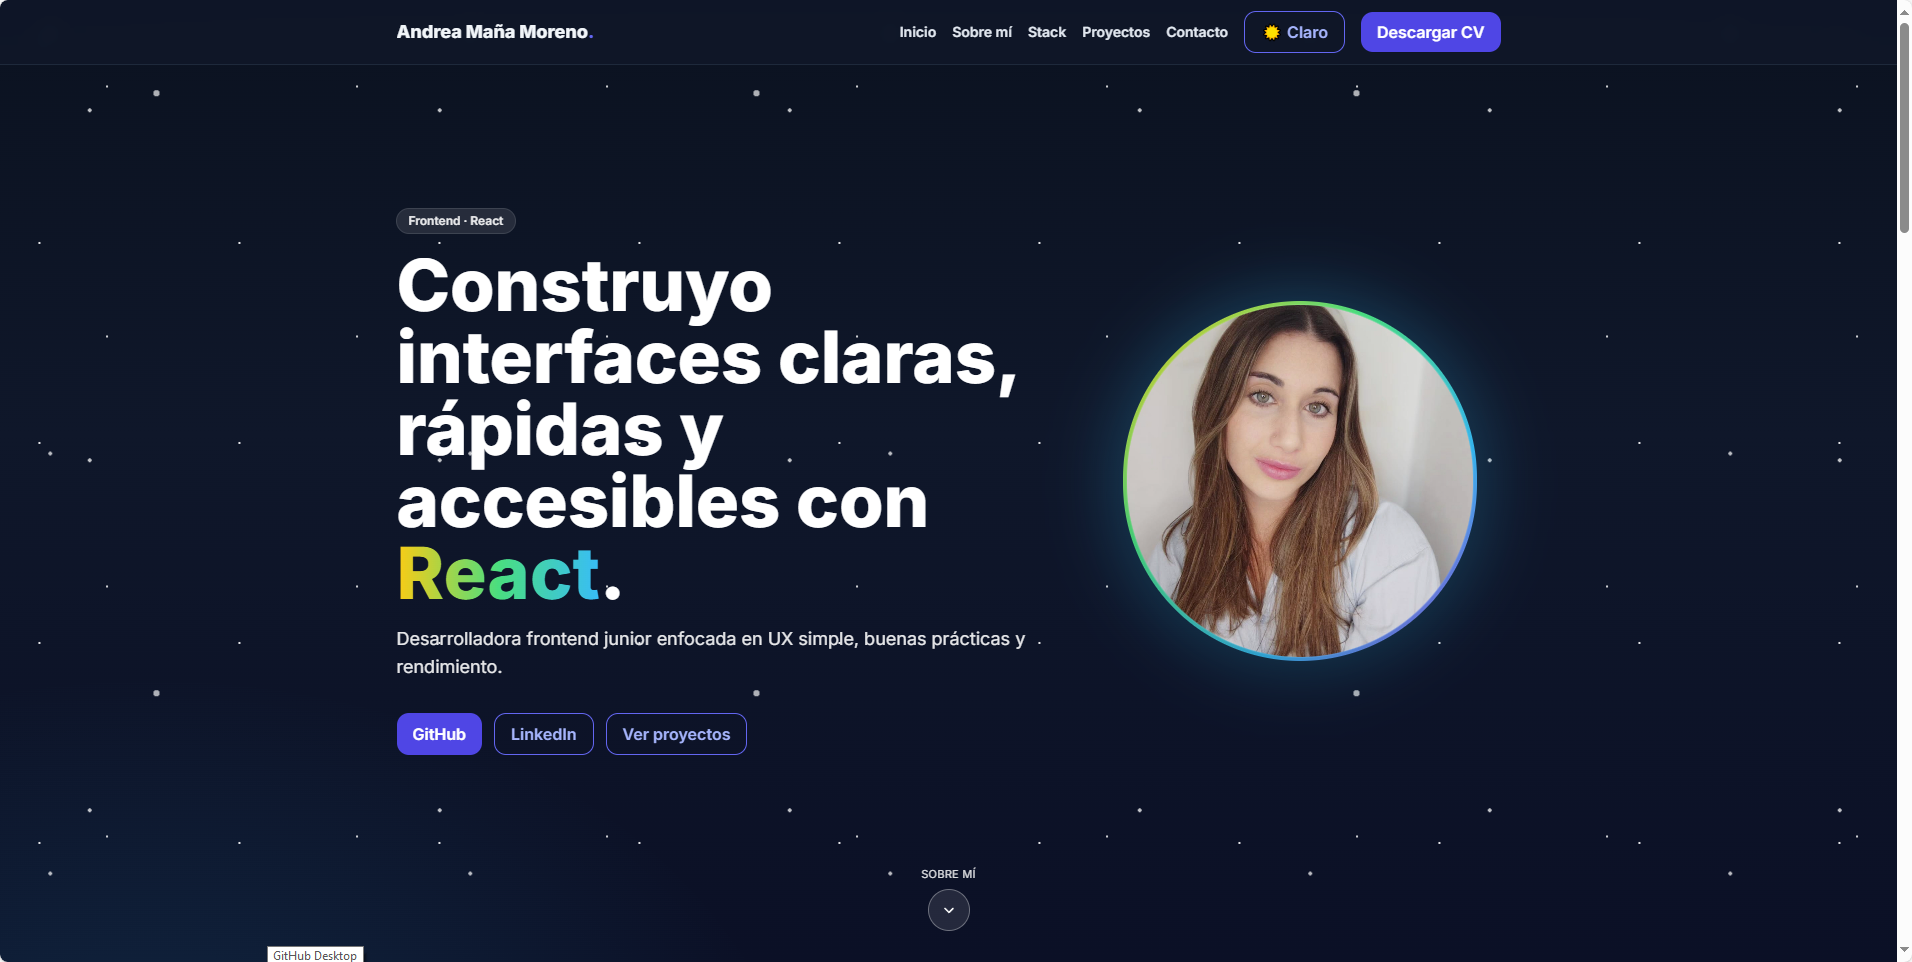 Andrea Maña Moreno.
Inicio Sobre mí Stack Proyectos Contacto Claro Descargar CV
Frontend · React
Construyo
interfaces claras,
rápidas y
accesibles con
React.
Desarrolladora frontend junior enfocada en UX simple, buenas prácticas y
rendimiento.
GitHub LinkedIn Ver proyectos
SOBRE MÍ
GitHub Desktop